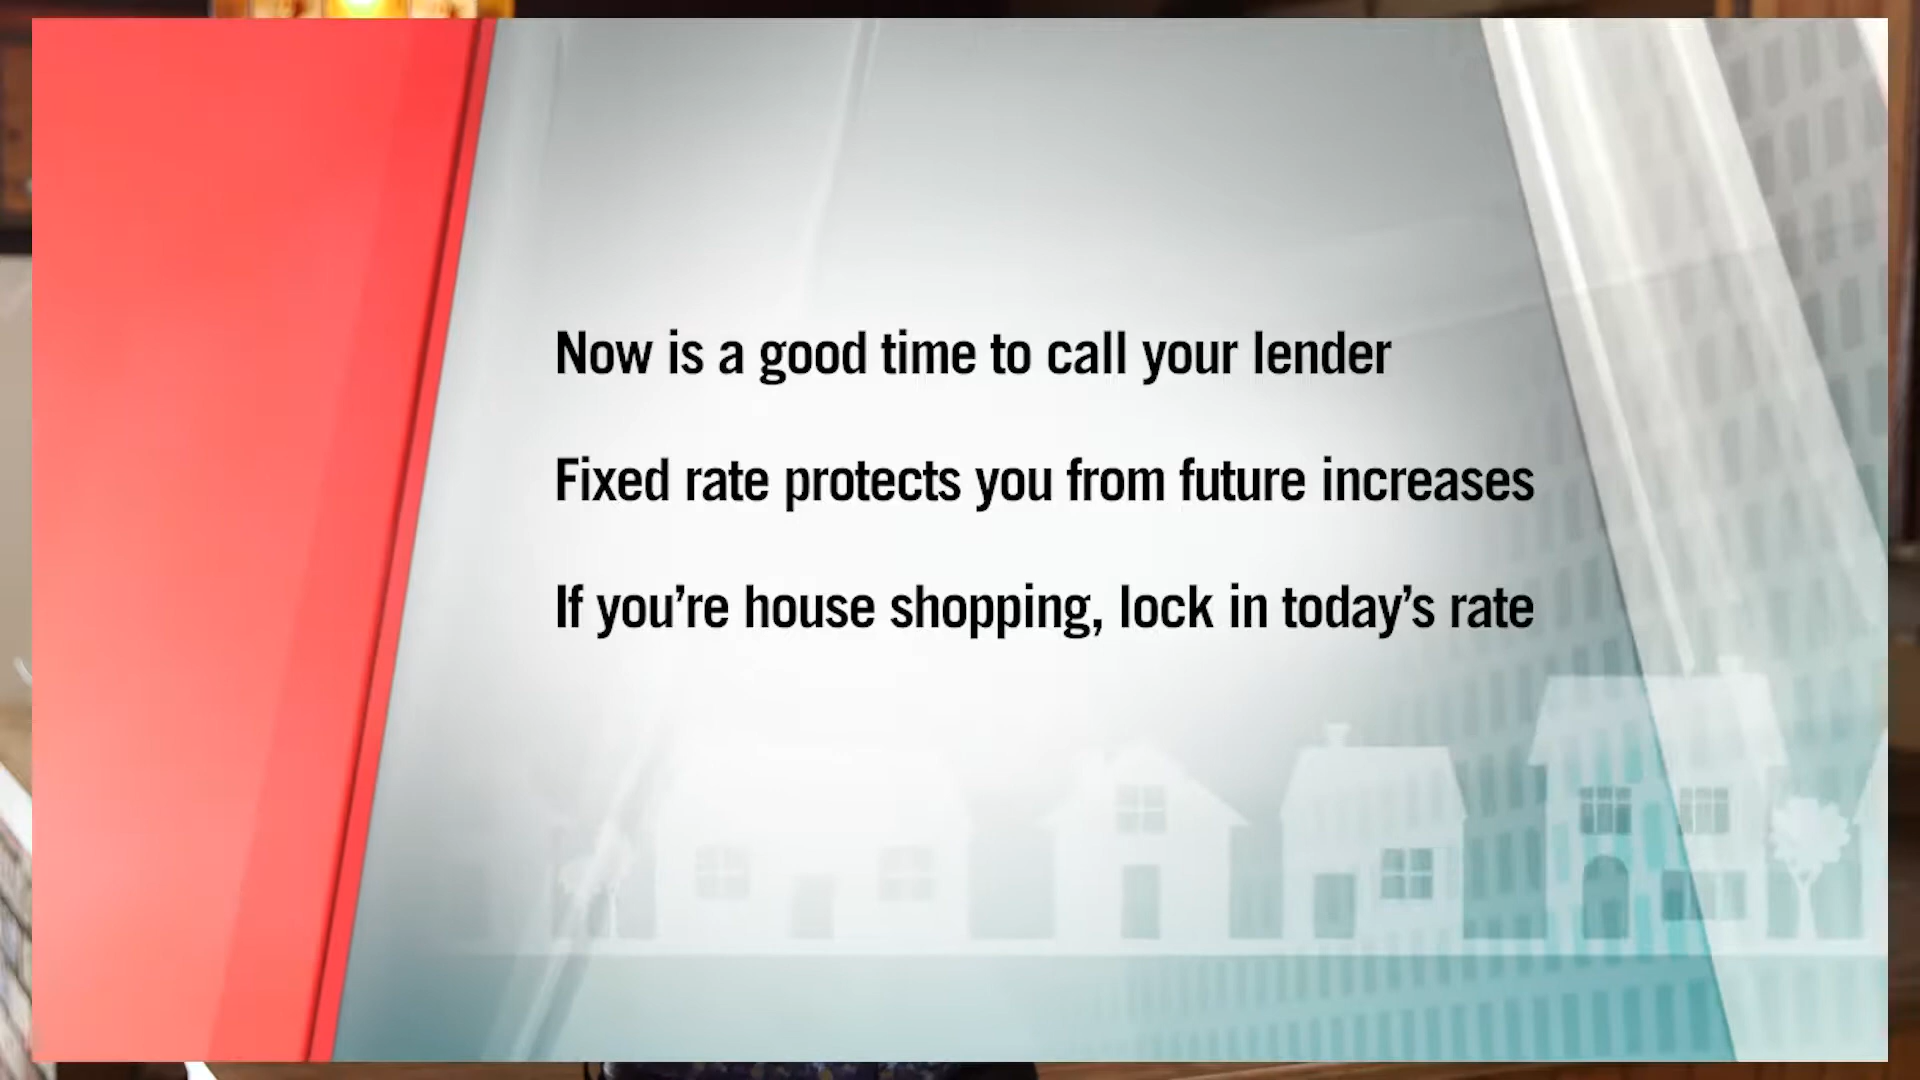 Now is a good time to call your lender
Fixed rate protects you from future increases
If you’re house shopping, lock in today’s rate